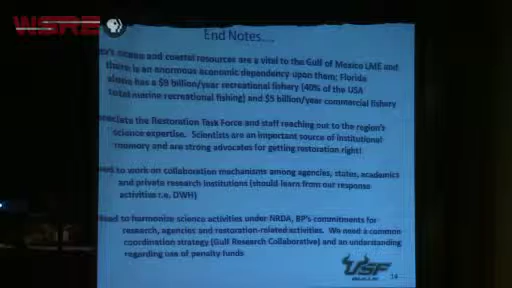 WSRE PBS
End Notes...
ocean and coastal resources are a vital to the Gulf of Mexico LME and
there is an enormous economic dependency upon them; Florida
alone has a $9 billion/year recreational fishery (40% of the USA
total marine recreational fishing) and $5 billion/year commercial fishery
the Restoration Task Force and staff reaching out to the region's
science expertise. Scientists are an important source of institutional
memory and are strong advocates for getting restoration right!
to work on collaboration mechanisms among agencies, states, academics
and private research institutions (should learn from our response
activities r.e. DWH)
to harmonize science activities under NRDA, BP's commitments for
research, agencies and restoration-related activities. We need a common
coordination strategy (Gulf Research Collaborative) and an understanding
regarding use of penalty funds
USF